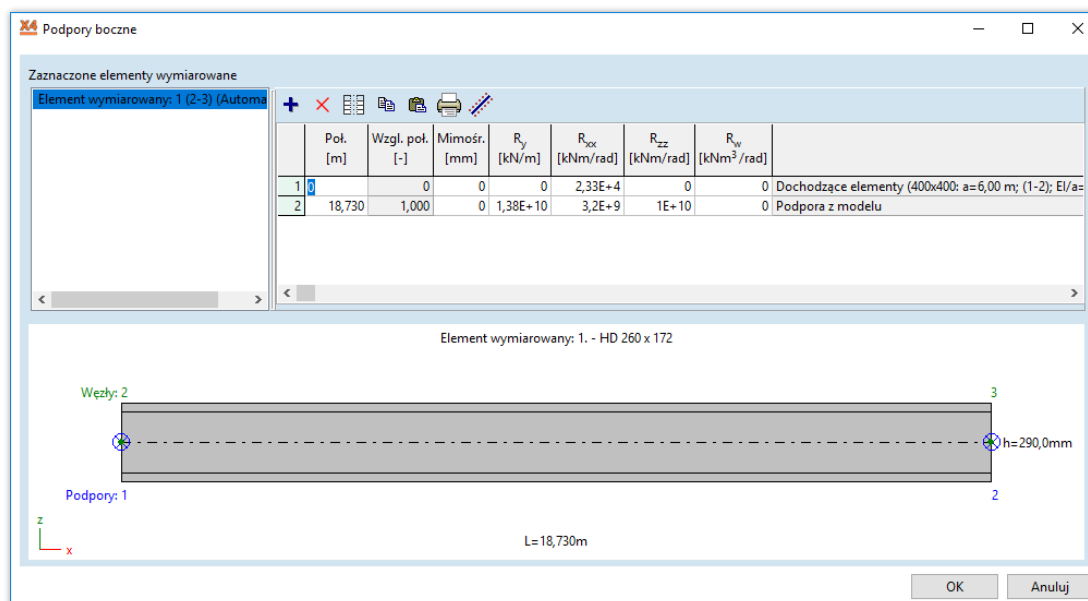 X4 Podpory boczne
Zaznaczone elementy wymiarowane
Element wymiarowany: 1 (2-3) (Automa
Poł. Wzgl. poł. Mimośr. Ry Rxx Rzz Rw
[m] [-] [mm] [kN/m] [kNm/rad] [kNm/rad] [kNm³/rad]
1 0 0 0 0 2,33E+4 0 0 Dochodzące elementy (400x400: a=6,00 m; (1-2); EI/a=
2 18,730 1,000 0 1,38E+10 3,2E+9 1E+10 0 Podpora z modelu
Element wymiarowany: 1. - HD 260 x 172
Węzły: 2 3
h=290,0mm
Podpory: 1 2
z
x
L=18,730m
OK Anuluj